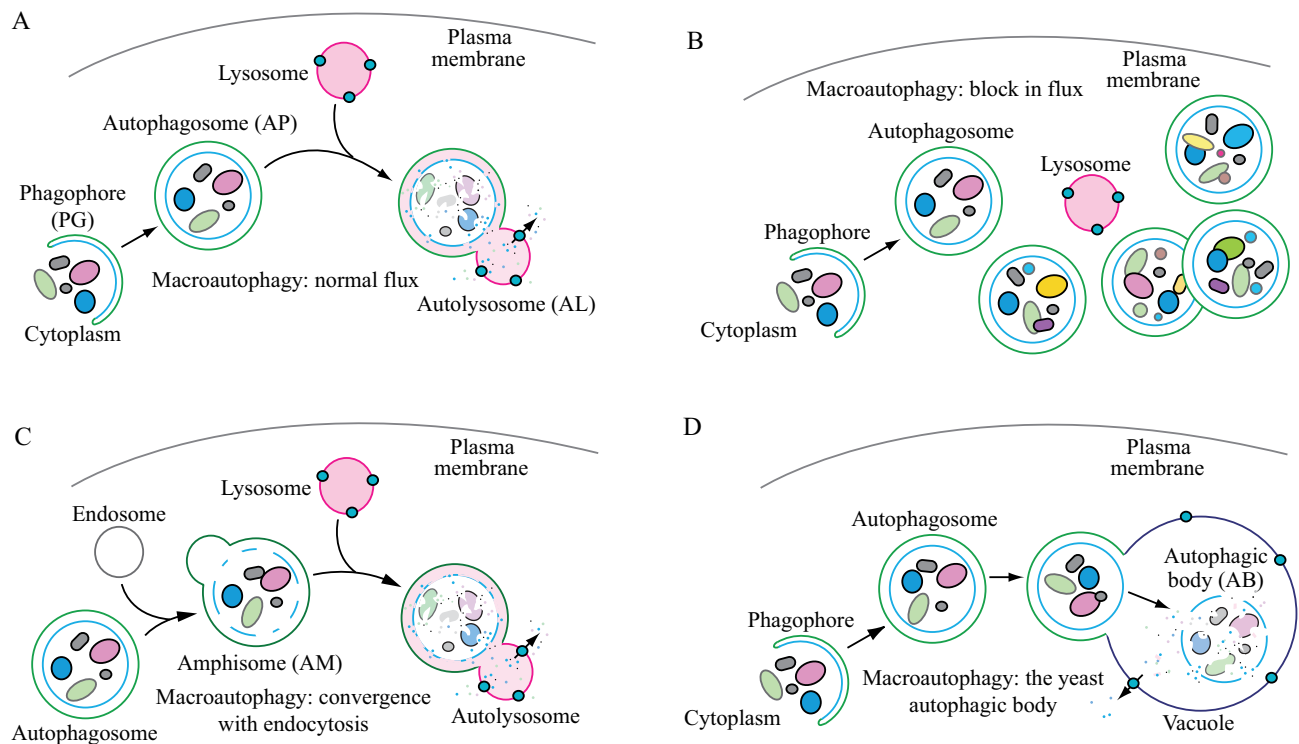 A
Plasma
membrane
Lysosome
Autophagosome (AP)
Phagophore
(PG)
Macroautophagy: normal flux
Autolysosome (AL)
Cytoplasm
B
Plasma
membrane
Macroautophagy: block in flux
Autophagosome
Lysosome
Phagophore
Cytoplasm
C
Plasma
membrane
Lysosome
Endosome
Amphisome (AM)
Macroautophagy: convergence
with endocytosis
Autolysosome
Autophagosome
D
Plasma
membrane
Autophagosome
Autophagic
body (AB)
Phagophore
Macroautophagy: the yeast
autophagic body
Cytoplasm
Vacuole